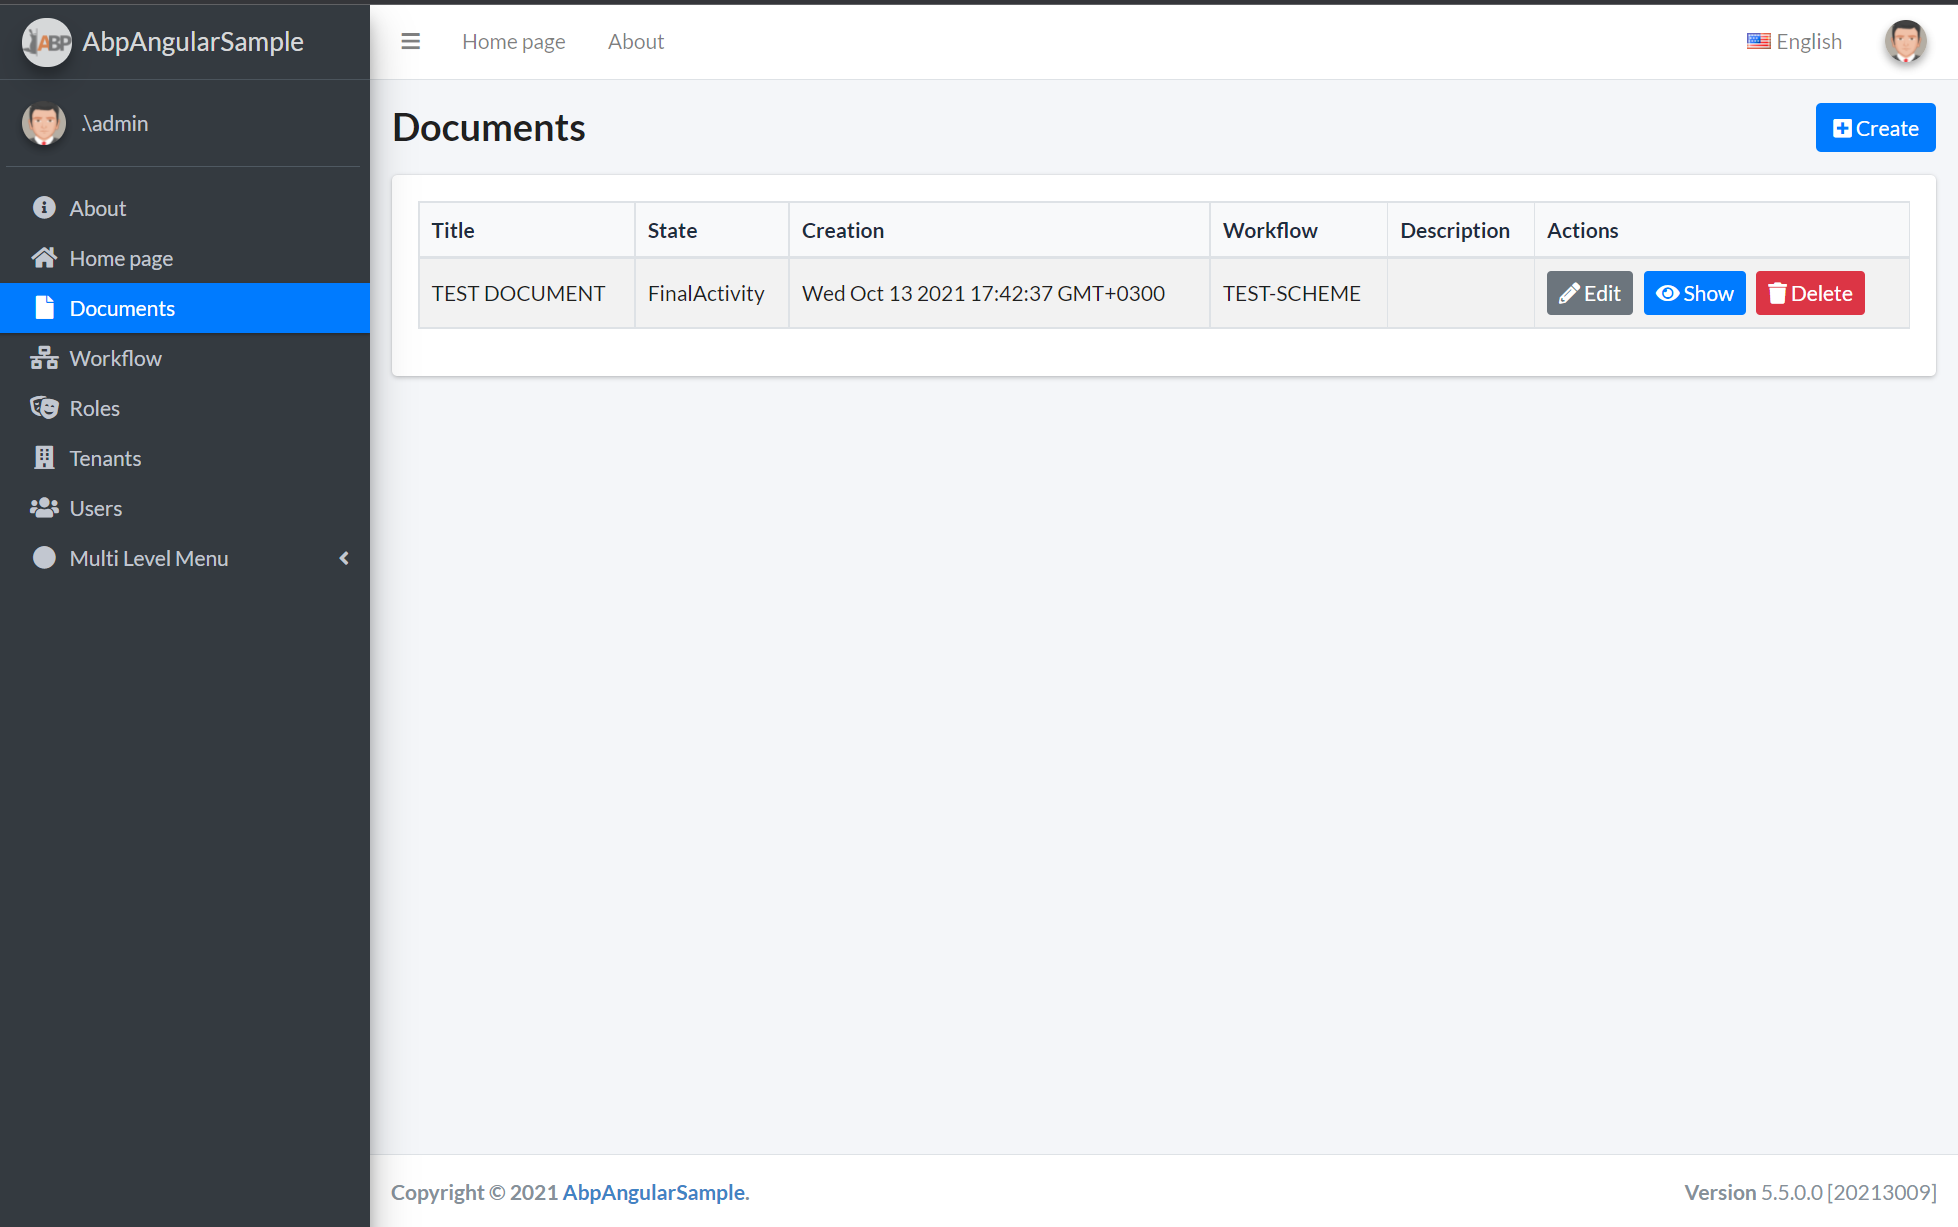 ABP AbpAngularSample
Home page About English
.\admin
Documents
Create
About
Home page
Documents
Workflow
Roles
Tenants
Users
Multi Level Menu
Title State Creation Workflow Description Actions
TEST DOCUMENT FinalActivity Wed Oct 13 2021 17:42:37 GMT+0300 TEST-SCHEME Edit Show Delete
Copyright © 2021 AbpAngularSample.
Version 5.5.0.0 [20213009]